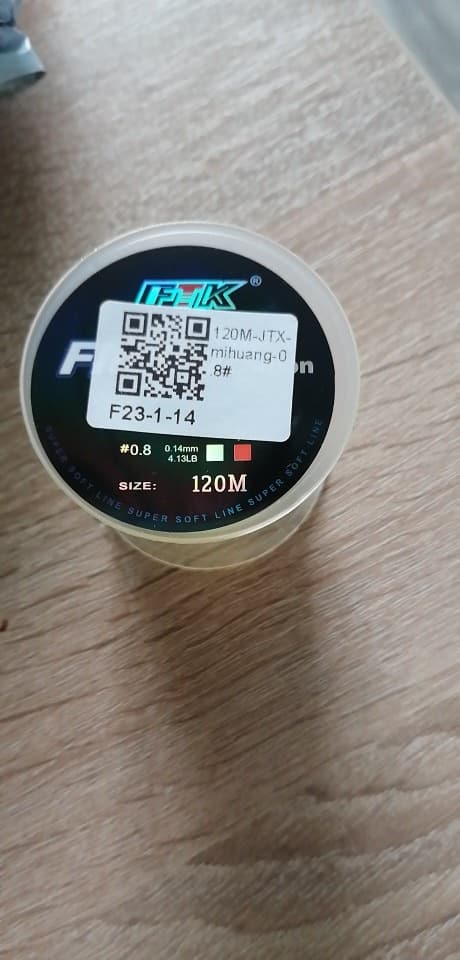 FTK®
120M-JTX-
mihuang-0
.8#
F23-1-14
#0.8 0.14mm
4.13LB
SIZE: 120M
SUPER SOFT LINE SUPER SOFT LINE SUPER SOFT LINE